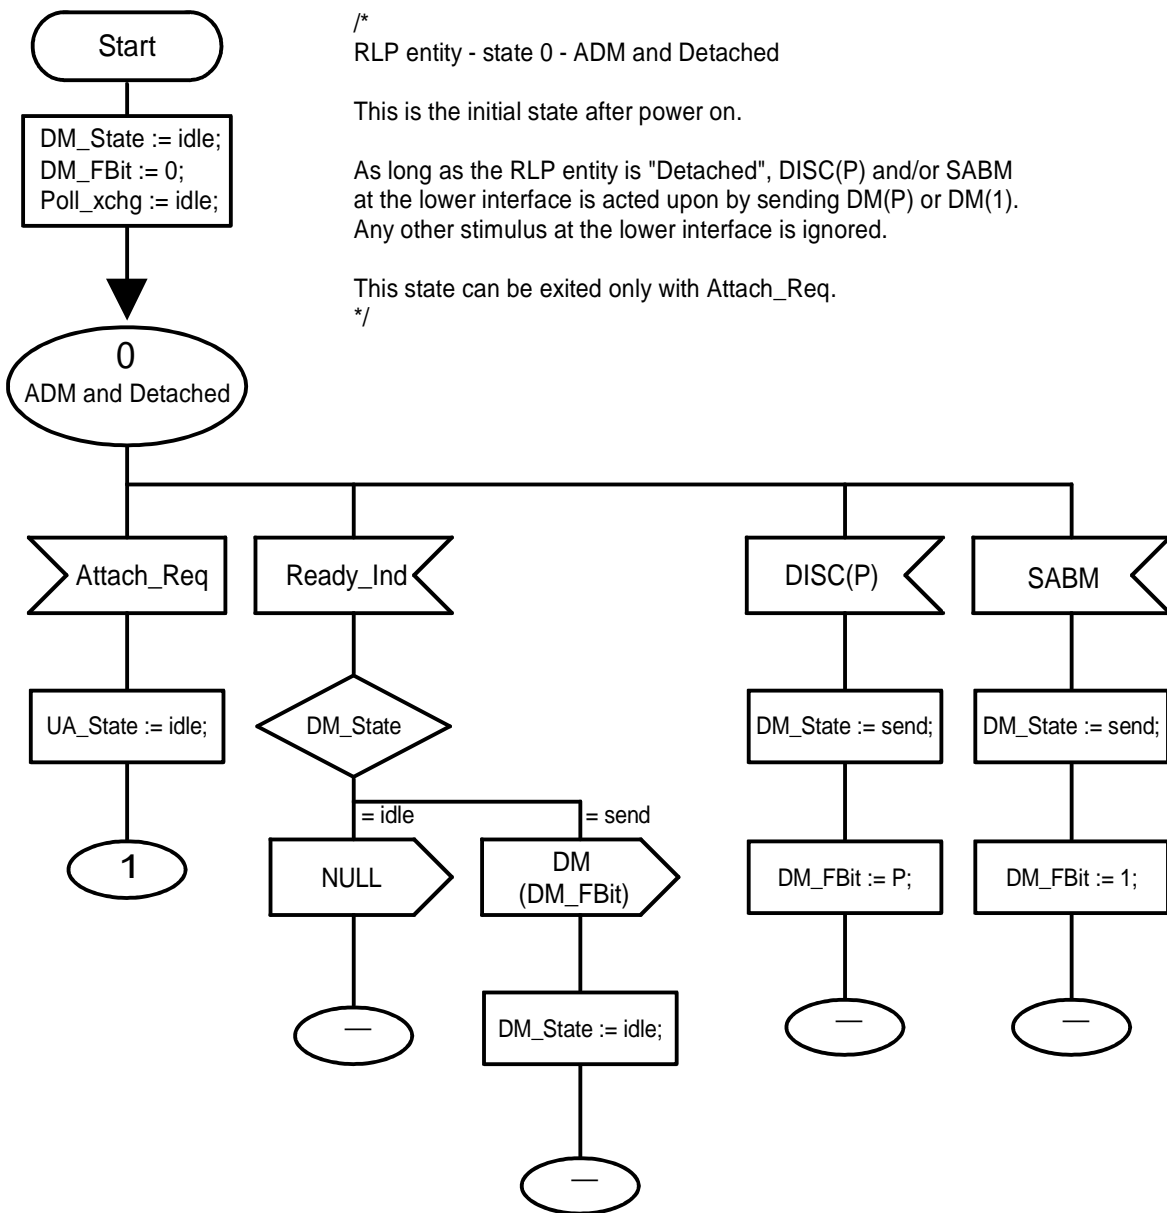 Start
DM_State := idle;
DM_FBit := 0;
Poll_xchg := idle;
/*
RLP entity - state 0 - ADM and Detached
This is the initial state after power on.
As long as the RLP entity is "Detached", DISC(P) and/or SABM
at the lower interface is acted upon by sending DM(P) or DM(1).
Any other stimulus at the lower interface is ignored.
This state can be exited only with Attach_Req.
*/
0
ADM and Detached
Attach_Req
Ready_Ind
DISC(P)
SABM
UA_State := idle;
DM_State
DM_State := send;
DM_State := send;
= idle
= send
1
NULL
DM
(DM_FBit)
DM_FBit := P;
DM_FBit := 1;
—
DM_State := idle;
—
—
—